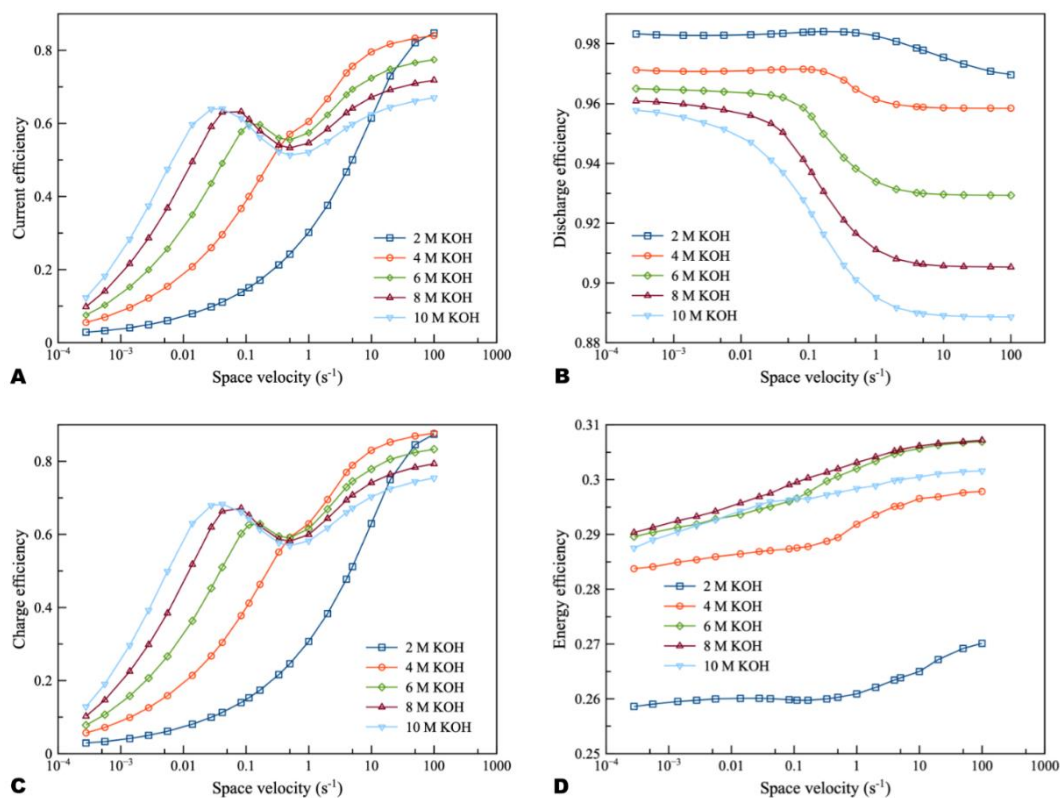 0.8
0.6
0.4
0.2
0
Current efficiency
2 M KOH
4 M KOH
6 M KOH
8 M KOH
10 M KOH
10⁻⁴ 10⁻³ 0.01 0.1 1 10 100 1000
Space velocity (s⁻¹)
A
0.98
0.96
0.94
0.92
0.9
0.88
Discharge efficiency
2 M KOH
4 M KOH
6 M KOH
8 M KOH
10 M KOH
10⁻⁴ 10⁻³ 0.01 0.1 1 10 100 1000
Space velocity (s⁻¹)
B
0.8
0.6
0.4
0.2
0
Charge efficiency
2 M KOH
4 M KOH
6 M KOH
8 M KOH
10 M KOH
10⁻⁴ 10⁻³ 0.01 0.1 1 10 100 1000
Space velocity (s⁻¹)
C
0.31
0.3
0.29
0.28
0.27
0.26
0.25
Energy efficiency
2 M KOH
4 M KOH
6 M KOH
8 M KOH
10 M KOH
10⁻⁴ 10⁻³ 0.01 0.1 1 10 100 1000
Space velocity (s⁻¹)
D